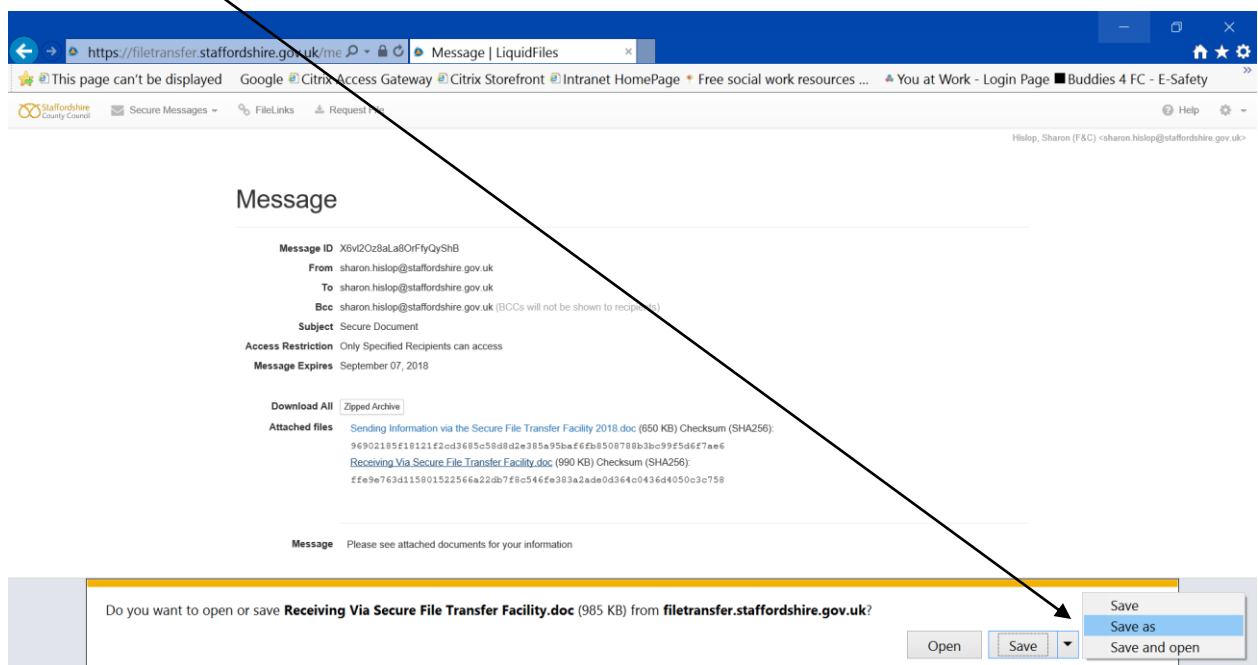 https://filetransfer.staffordshire.gov.uk/me Message | LiquidFiles ×
This page can't be displayed Google Citrix Access Gateway Citrix Storefront Intranet HomePage Free social work resources ... You at Work - Login Page Buddies 4 FC - E-Safety »
Staffordshire
County Council
Secure Messages FileLinks Request File Help
Hislop, Sharon (F&C) <sharon.hislop@staffordshire.gov.uk>
Message
Message ID X6vI2Oz8aLa8OrFfyQyShB
From sharon.hislop@staffordshire.gov.uk
To sharon.hislop@staffordshire.gov.uk
Bcc sharon.hislop@staffordshire.gov.uk (BCCs will not be shown to recipients)
Subject Secure Document
Access Restriction Only Specified Recipients can access
Message Expires September 07, 2018
Download All Zipped Archive
Attached files Sending Information via the Secure File Transfer Facility 2018.doc (650 KB) Checksum (SHA256):
96902185f18121f2cd3685c58d8d2e385a95baf6fb8508788b3bc99f5d6f7ae6
Receiving Via Secure File Transfer Facility.doc (990 KB) Checksum (SHA256):
ffe9e763d115801522566a22db7f8c546fe383a2ade0d364c0436d4050c3c758
Message Please see attached documents for your information
Do you want to open or save Receiving Via Secure File Transfer Facility.doc (985 KB) from filetransfer.staffordshire.gov.uk?
Open Save
Save
Save as
Save and open